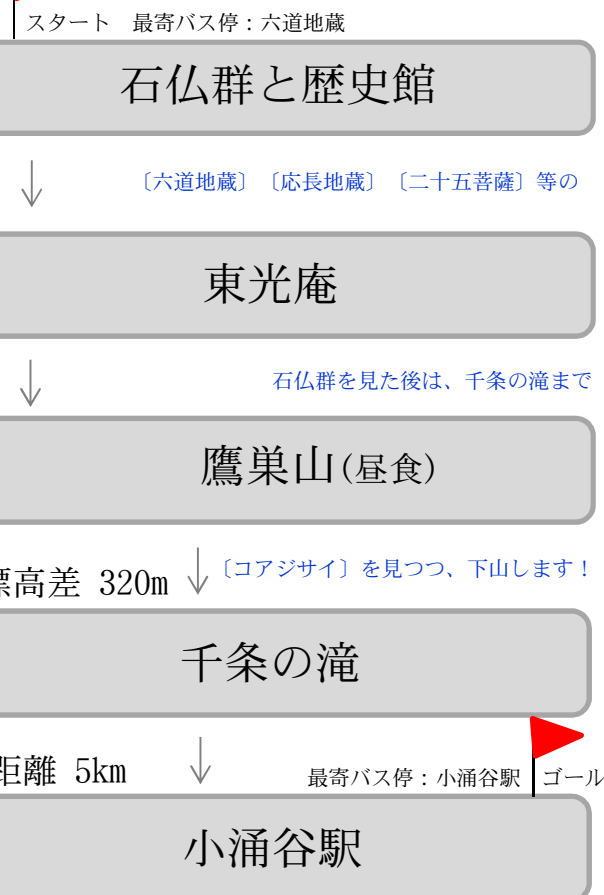 スタート 最寄バス停：六道地蔵
石仏群と歴史館
〔六道地蔵〕〔応長地蔵〕〔二十五菩薩〕等の
東光庵
石仏群を見た後は、千条の滝まで
鷹巣山(昼食)
標高差 320m
〔コアジサイ〕を見つつ、下山します！
千条の滝
距離 5km
最寄バス停：小涌谷駅 ゴール
小涌谷駅